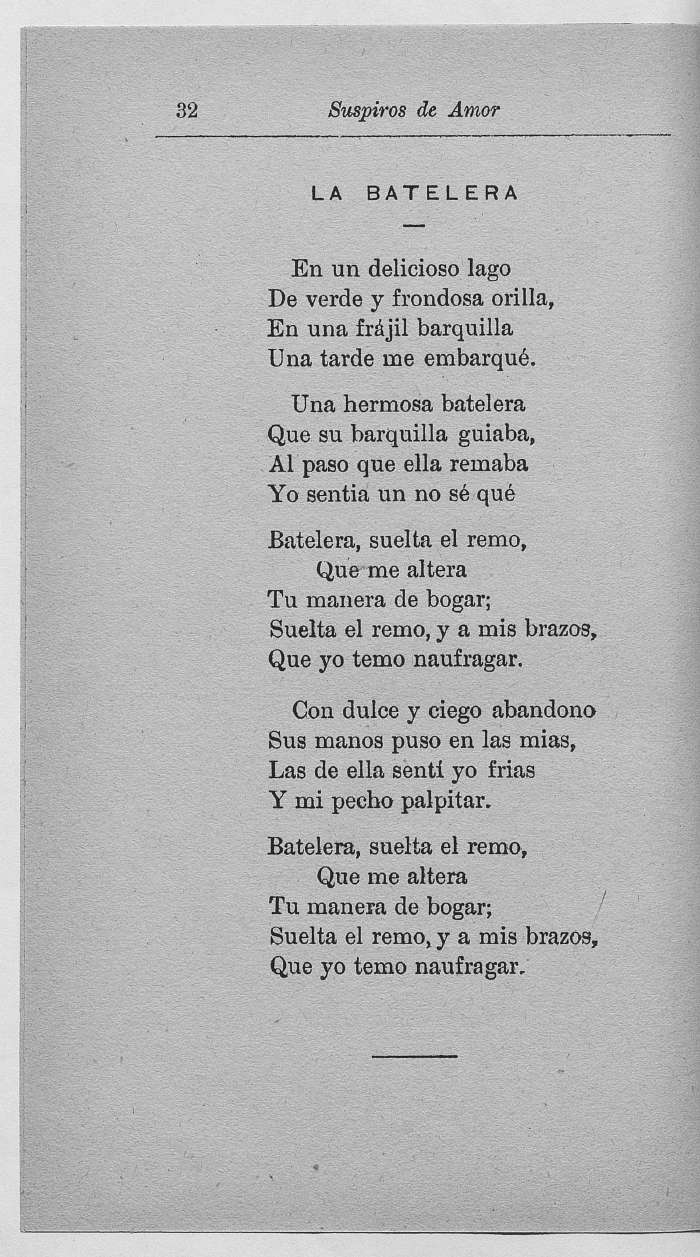 32 Suspiros de Amor
LA BATELERA
En un delicioso lago
De verde y frondosa orilla,
En una frájil barquilla
Una tarde me embarqué.
Una hermosa batelera
Que su barquilla guiaba,
Al paso que ella remaba
Yo sentia un no sé qué
Batelera, suelta el remo,
Que me altera
Tu manera de bogar;
Suelta el remo, y a mis brazos,
Que yo temo naufragar.
Con dulce y ciego abandono
Sus manos puso en las mias,
Las de ella sentí yo frias
Y mi pecho palpitar.
Batelera, suelta el remo,
Que me altera
Tu manera de bogar;
Suelta el remo, y a mis brazos,
Que yo temo naufragar.